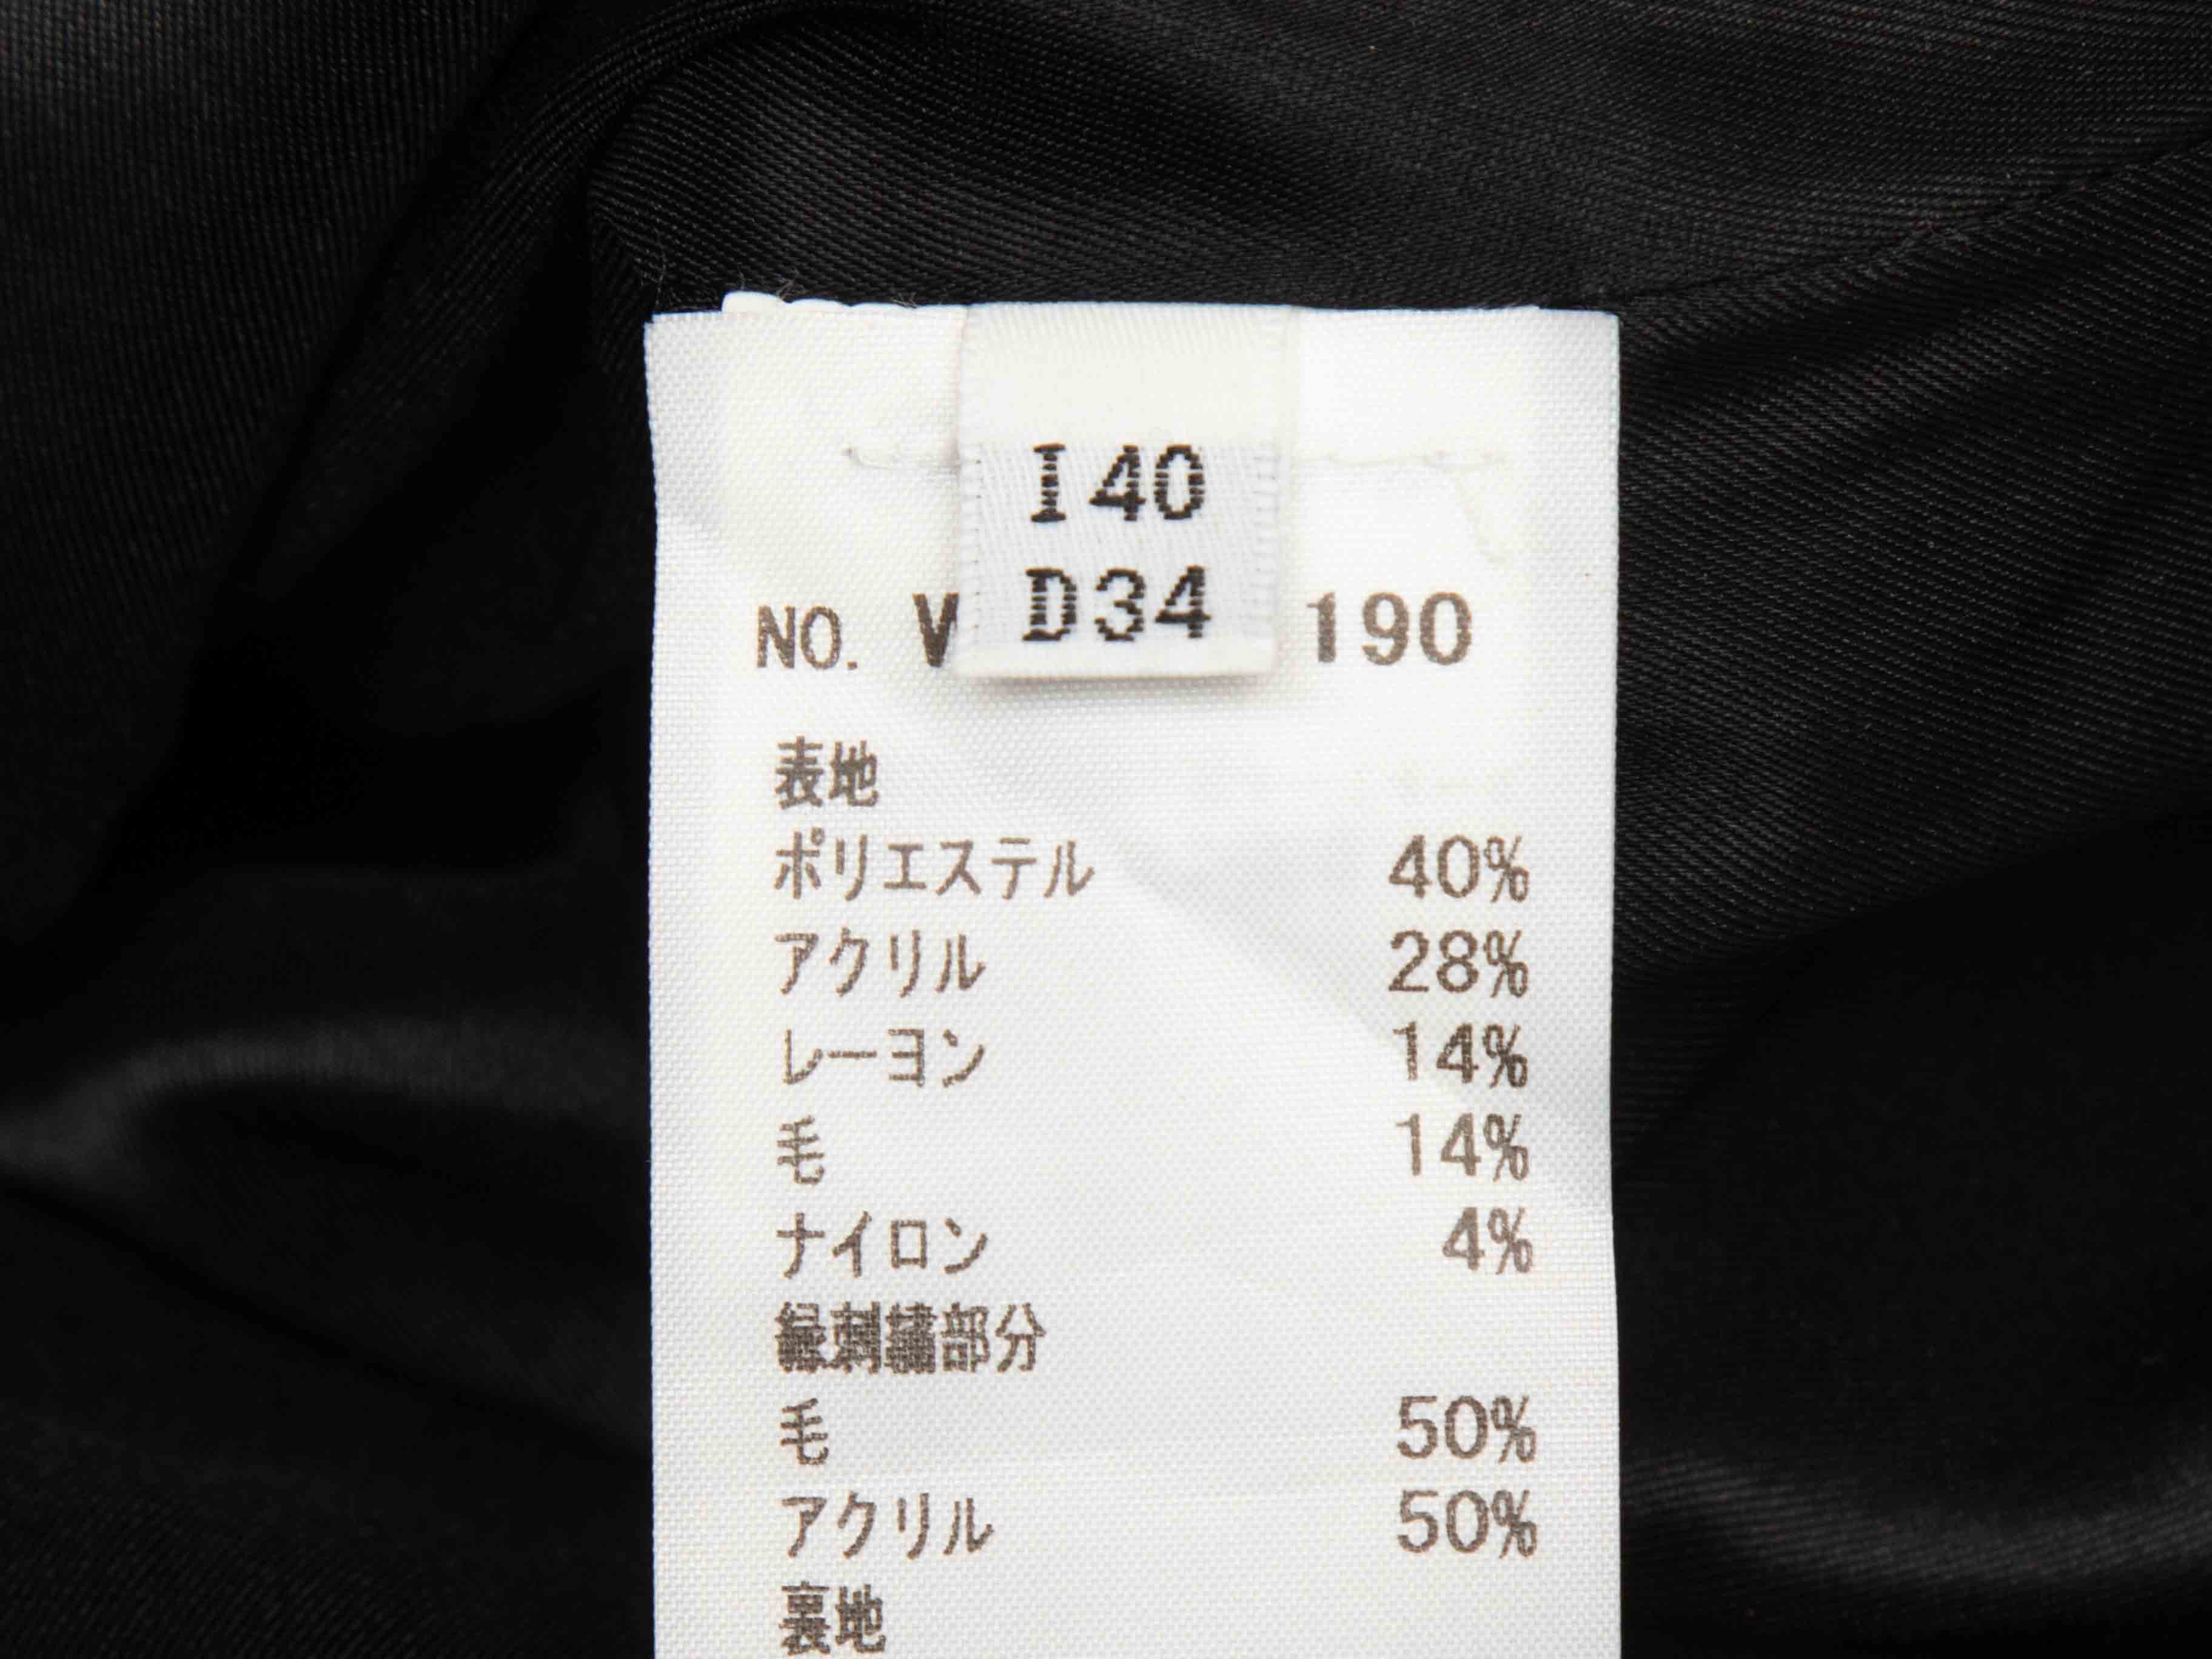 I 40
D 34
NO. 190
表地
ポリエステル 40%
アクリル 28%
レーヨン 14%
毛 14%
ナイロン 4%
縁刺繍部分
毛 50%
アクリル 50%
裏地